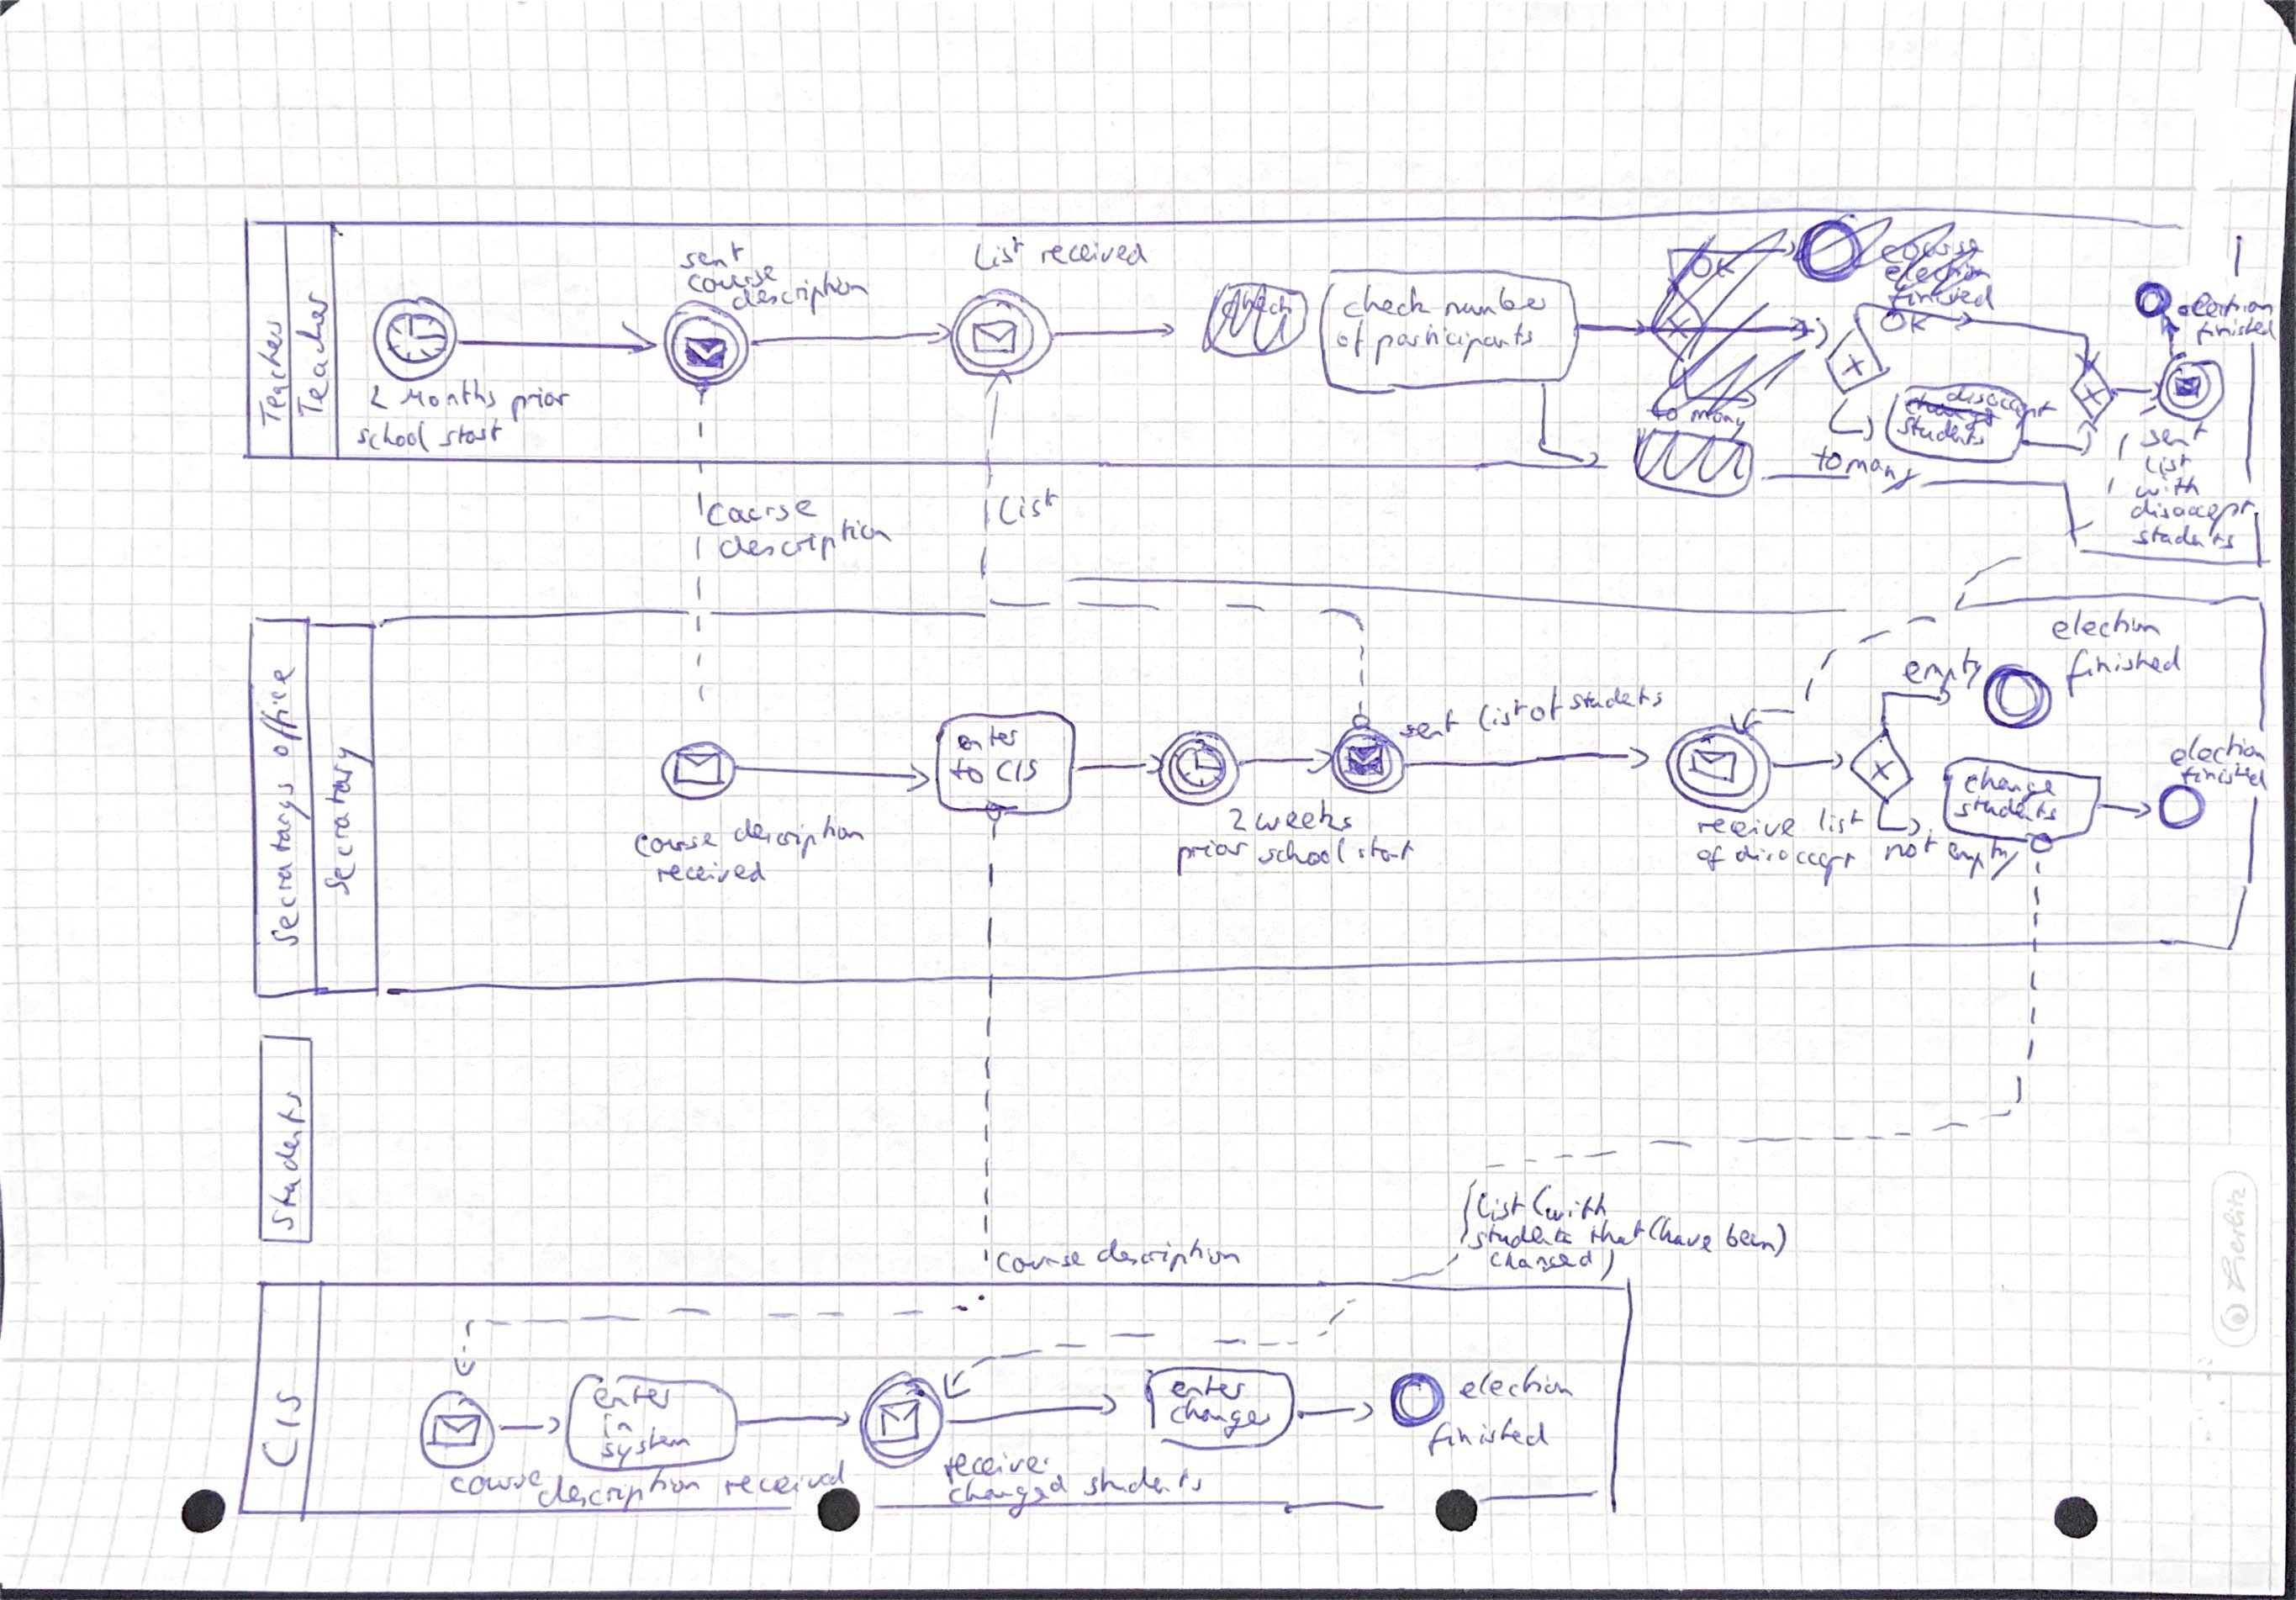 Teacher
Teacher
2 Months prior
school start
sent
course
description
List received
check
check number
of participants
OK
course
election
finished
to many
OK
disaccept
students
to many
election
finished
sent
list
with
disaccept
students
Course
description
List
Secretarys office
Secretary
course description
received
enter
to CIS
2 weeks
prior school start
sent list of students
receive list
of disaccept
empty
not empty
election
finished
change
students
election
finished
Students
course description
list (with
students that (have been)
changed)
CIS
course description received
enter
in
system
receive
changed students
enter
changes
election
finished